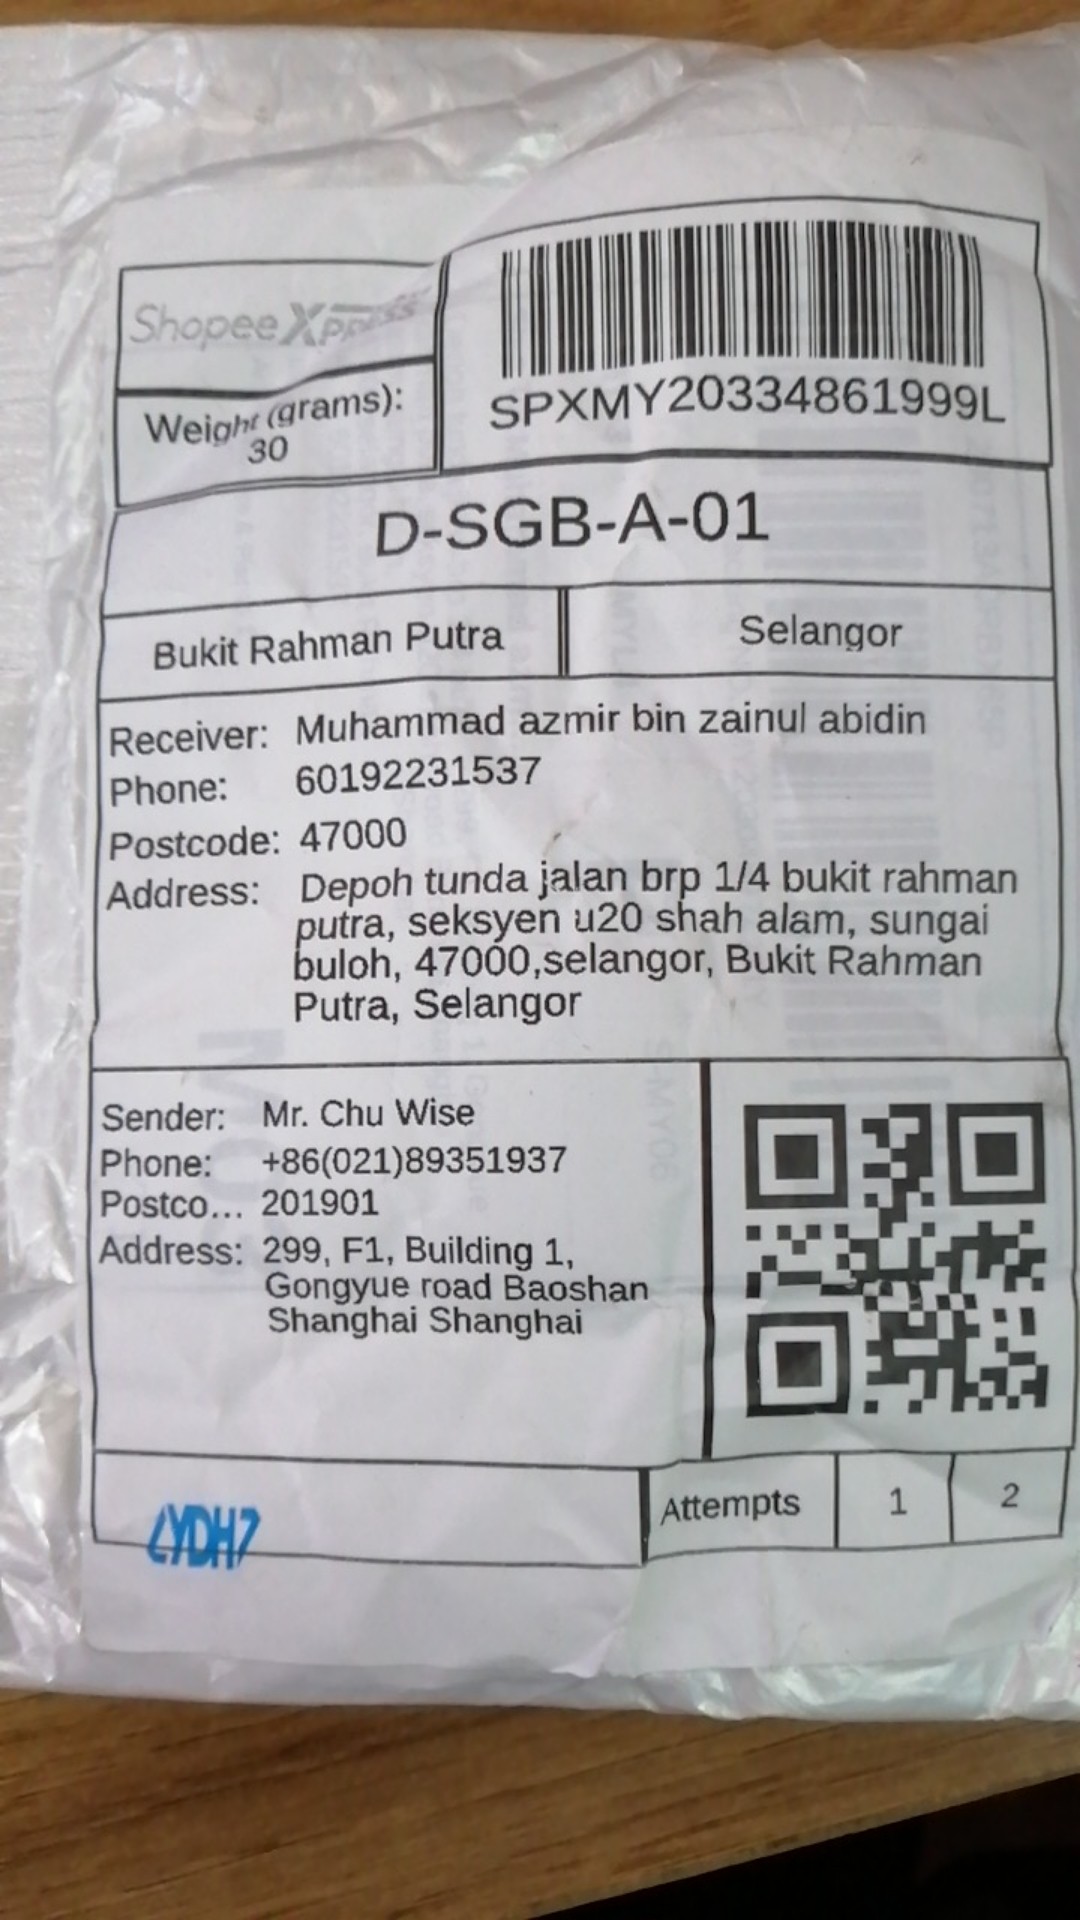 ShopeeXpress
Weight (grams):
30
SPXMY20334861999L
D-SGB-A-01
Bukit Rahman Putra
Selangor
Receiver: Muhammad azmir bin zainul abidin
Phone: 60192231537
Postcode: 47000
Address: Depoh tunda jalan brp 1/4 bukit rahman
putra, seksyen u20 shah alam, sungai
buloh, 47000,selangor, Bukit Rahman
Putra, Selangor
Sender: Mr. Chu Wise
Phone: +86(021)89351937
Postco... 201901
Address: 299, F1, Building 1,
Gongyue road Baoshan
Shanghai Shanghai
Attempts 1 2